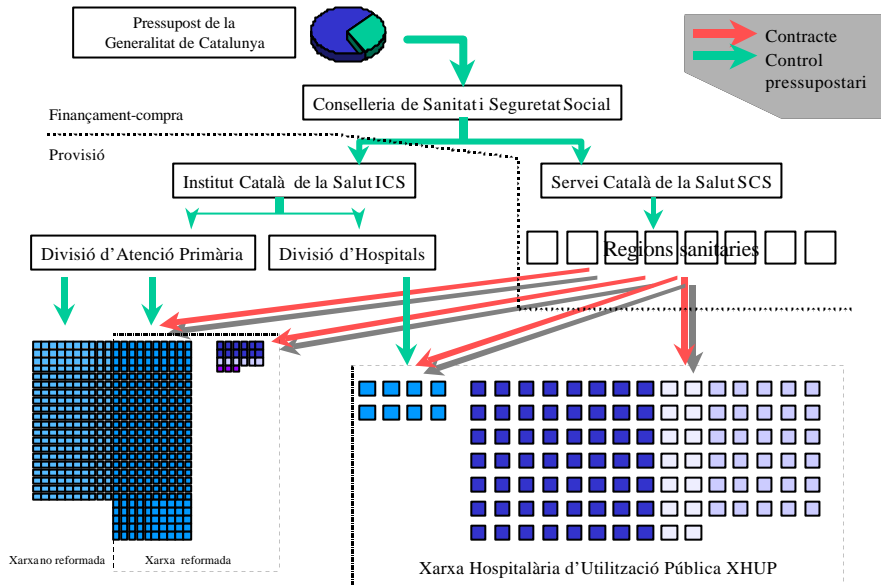 Pressupost de la
Generalitat de Catalunya
Contracte
Control
pressupostari
Conselleria de Sanitat i Seguretat Social
Finançament-compra
Provisió
Institut Català de la Salut ICS
Servei Català de la Salut SCS
Divisió d'Atenció Primària
Divisió d'Hospitals
Regions sanitaries
Xarxa no reformada
Xarxa reformada
Xarxa Hospitalària d'Utilització Pública XHUP